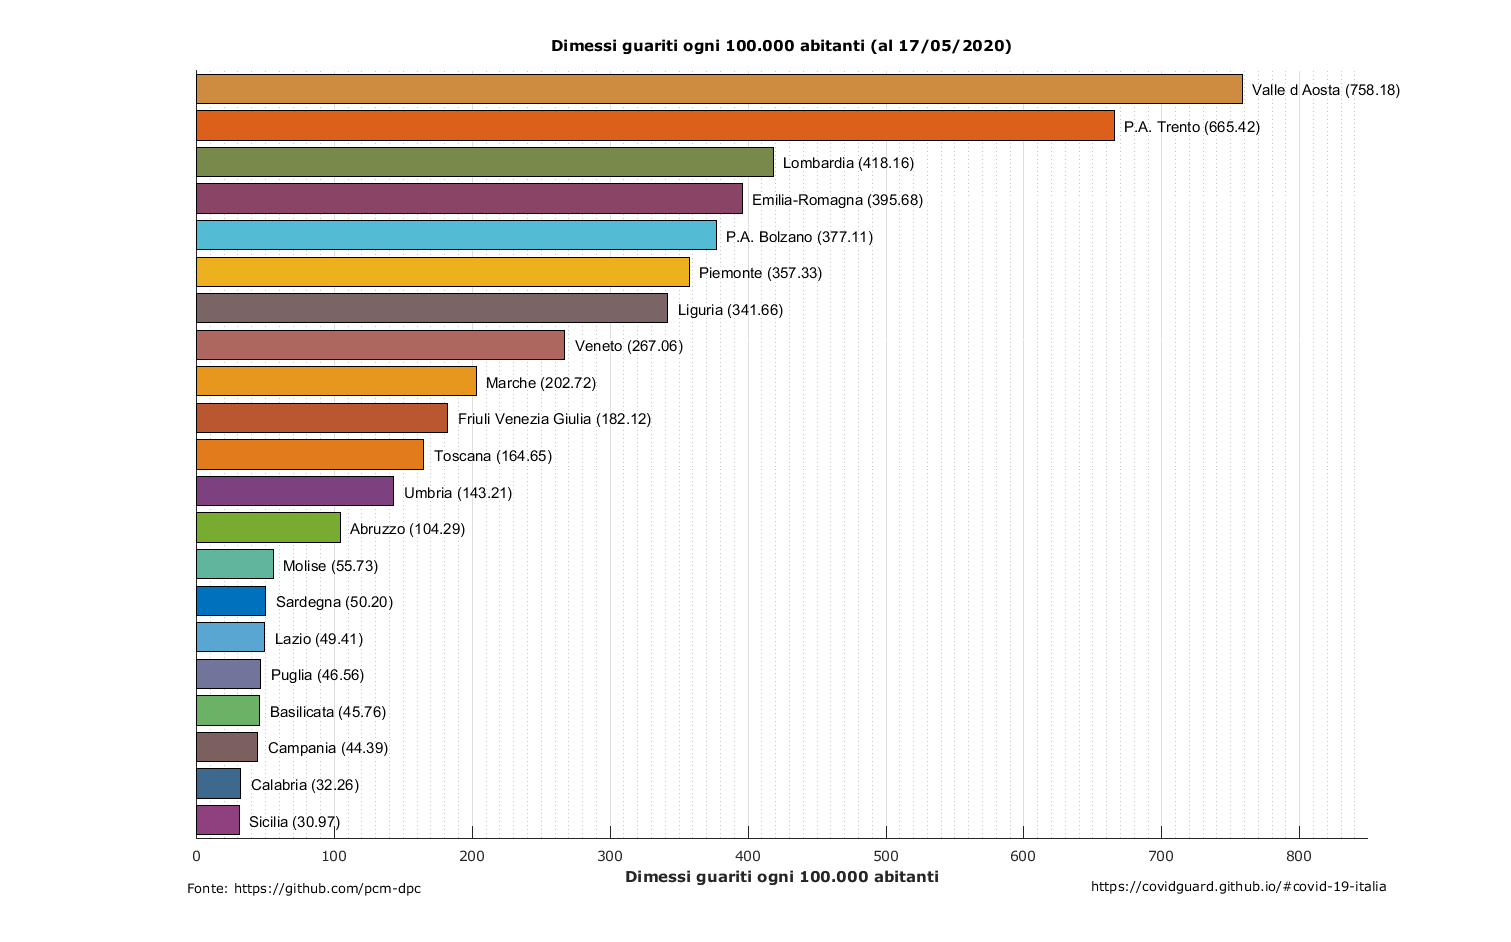 Dimessi guariti ogni 100.000 abitanti (al 17/05/2020)
Valle d Aosta (758.18)
P.A. Trento (665.42)
Lombardia (418.16)
Emilia-Romagna (395.68)
P.A. Bolzano (377.11)
Piemonte (357.33)
Liguria (341.66)
Veneto (267.06)
Marche (202.72)
Friuli Venezia Giulia (182.12)
Toscana (164.65)
Umbria (143.21)
Abruzzo (104.29)
Molise (55.73)
Sardegna (50.20)
Lazio (49.41)
Puglia (46.56)
Basilicata (45.76)
Campania (44.39)
Calabria (32.26)
Sicilia (30.97)
0 100 200 300 400 500 600 700 800
Dimessi guariti ogni 100.000 abitanti
Fonte: https://github.com/pcm-dpc
https://covidguard.github.io/#covid-19-italia